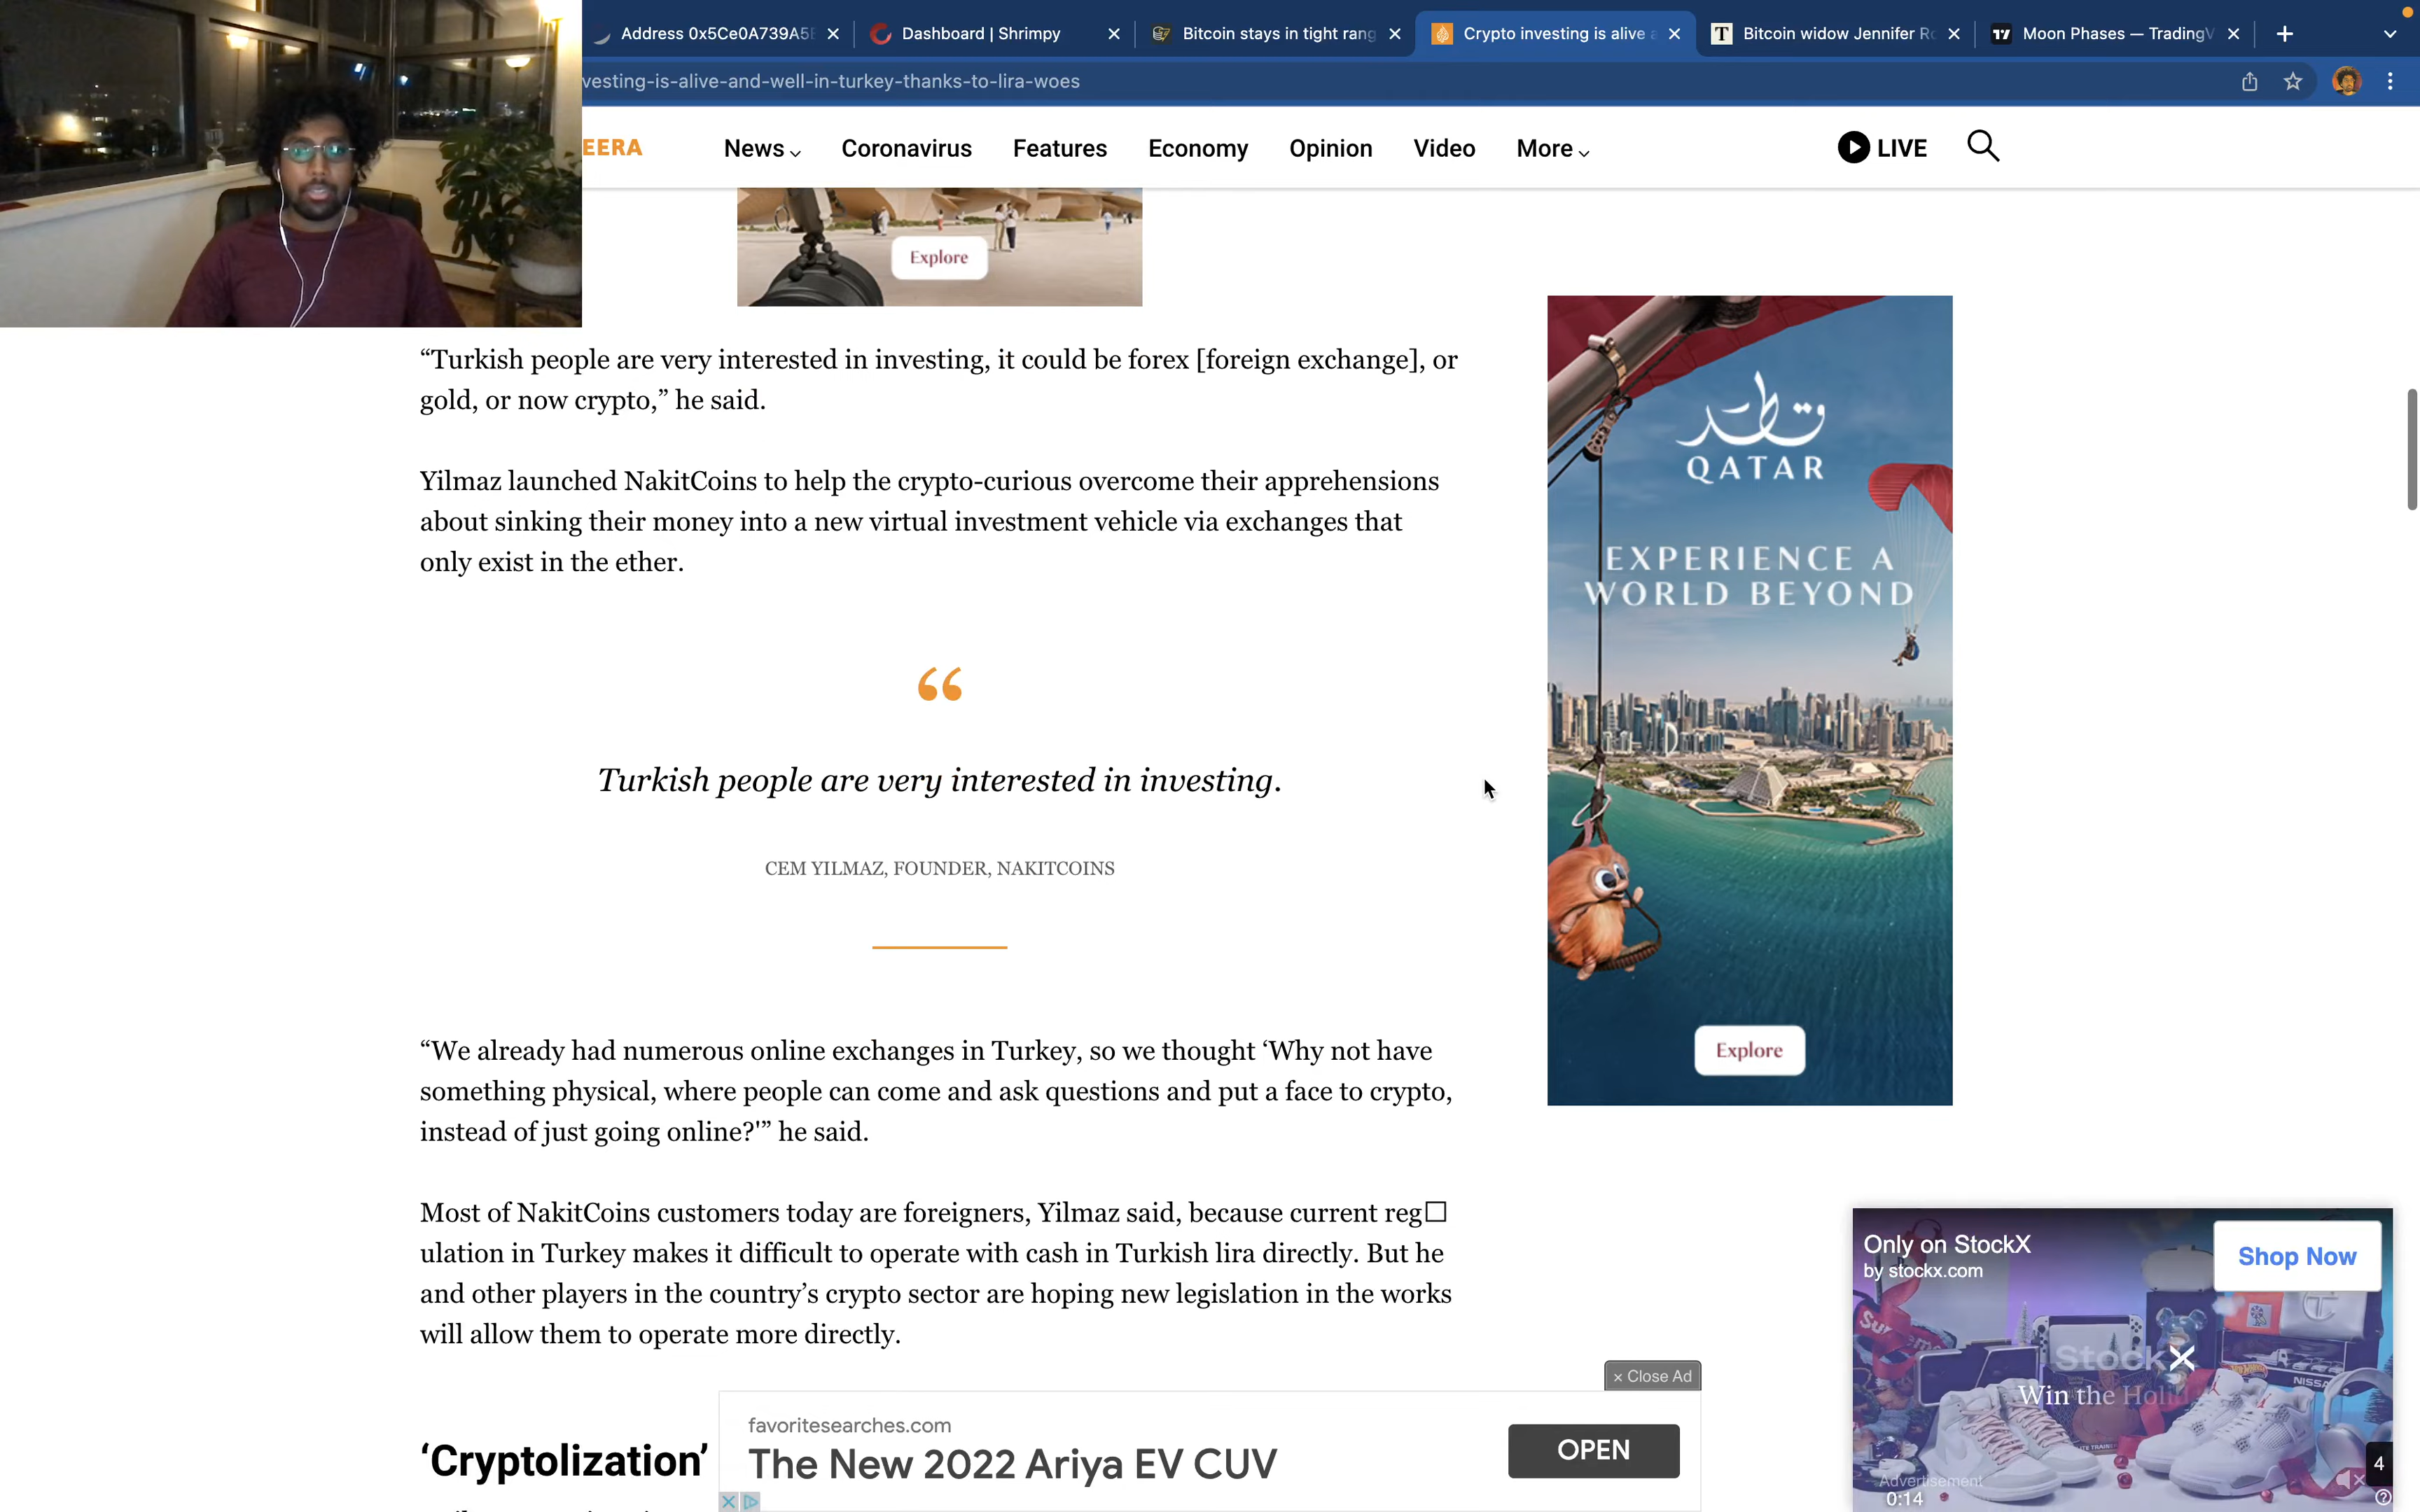 Address 0x5Ce0A739A5
Dashboard | Shrimpy
Bitcoin stays in tight rang
Crypto investing is alive a
Bitcoin widow Jennifer Ro
Moon Phases — TradingV
vesting-is-alive-and-well-in-turkey-thanks-to-lira-woes
EERA
News
Coronavirus
Features
Economy
Opinion
Video
More
LIVE
Explore
“Turkish people are very interested in investing, it could be forex [foreign exchange], or
gold, or now crypto,” he said.
Yilmaz launched NakitCoins to help the crypto-curious overcome their apprehensions
about sinking their money into a new virtual investment vehicle via exchanges that
only exist in the ether.
“
Turkish people are very interested in investing.
CEM YILMAZ, FOUNDER, NAKITCOINS
“We already had numerous online exchanges in Turkey, so we thought ‘Why not have
something physical, where people can come and ask questions and put a face to crypto,
instead of just going online?'” he said.
Most of NakitCoins customers today are foreigners, Yilmaz said, because current reg□
ulation in Turkey makes it difficult to operate with cash in Turkish lira directly. But he
and other players in the country’s crypto sector are hoping new legislation in the works
will allow them to operate more directly.
‘Cryptolization’
قطر
QATAR
EXPERIENCE A
WORLD BEYOND
Explore
× Close Ad
favoritesearches.com
The New 2022 Ariya EV CUV
OPEN
Only on StockX
by stockx.com
Shop Now
StockX
Win the Holi
Advertisement
0:14
4